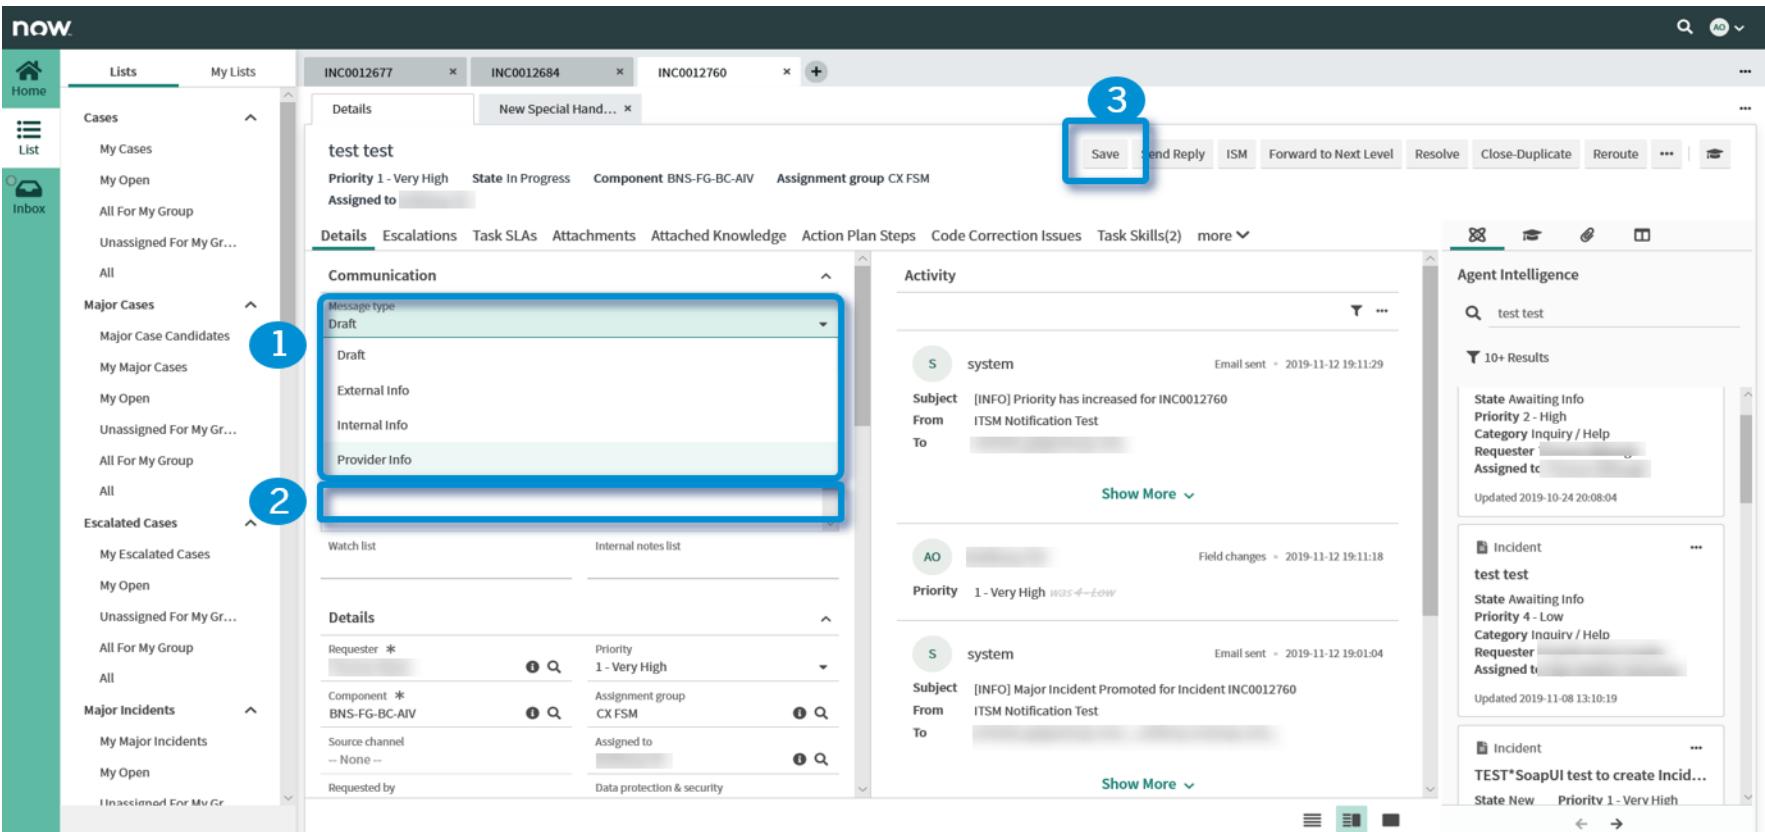 now.
AO
Home
List
Inbox
Lists My Lists
Cases
My Cases
My Open
All For My Group
Unassigned For My Gr...
All
Major Cases
Major Case Candidates
My Major Cases
My Open
Unassigned For My Gr...
All For My Group
All
Escalated Cases
My Escalated Cases
My Open
Unassigned For My Gr...
All For My Group
All
Major Incidents
My Major Incidents
My Open
Unassigned For My Gr
INC0012677 × INC0012684 × INC0012760 × +
Details New Special Hand... ×
3
test test
Save end Reply ISM Forward to Next Level Resolve Close-Duplicate Reroute
Priority 1 - Very High State In Progress Component BNS-FG-BC-AIV Assignment group CX FSM
Assigned to
Details Escalations Task SLAs Attachments Attached Knowledge Action Plan Steps Code Correction Issues Task Skills(2) more
Communication
1
Message type
Draft
Draft
External Info
Internal Info
Provider Info
2
Watch list Internal notes list
Details
Requester * Priority
1 - Very High
Component * Assignment group
BNS-FG-BC-AIV CX FSM
Source channel Assigned to
-- None --
Requested by Data protection & security
Activity
S system Email sent • 2019-11-12 19:11:29
Subject [INFO] Priority has increased for INC0012760
From ITSM Notification Test
To
Show More
AO Field changes • 2019-11-12 19:11:18
Priority 1 - Very High was 4 - Low
S system Email sent • 2019-11-12 19:01:04
Subject [INFO] Major Incident Promoted for Incident INC0012760
From ITSM Notification Test
To
Show More
Agent Intelligence
test test
10+ Results
State Awaiting Info
Priority 2 - High
Category Inquiry / Help
Requester
Assigned to
Updated 2019-10-24 20:08:04
Incident
test test
State Awaiting Info
Priority 4 - Low
Category Inquiry / Help
Requester
Assigned t
Updated 2019-11-08 13:10:19
Incident
TEST*SoapUI test to create Incid...
State New Priority 1 - Very High